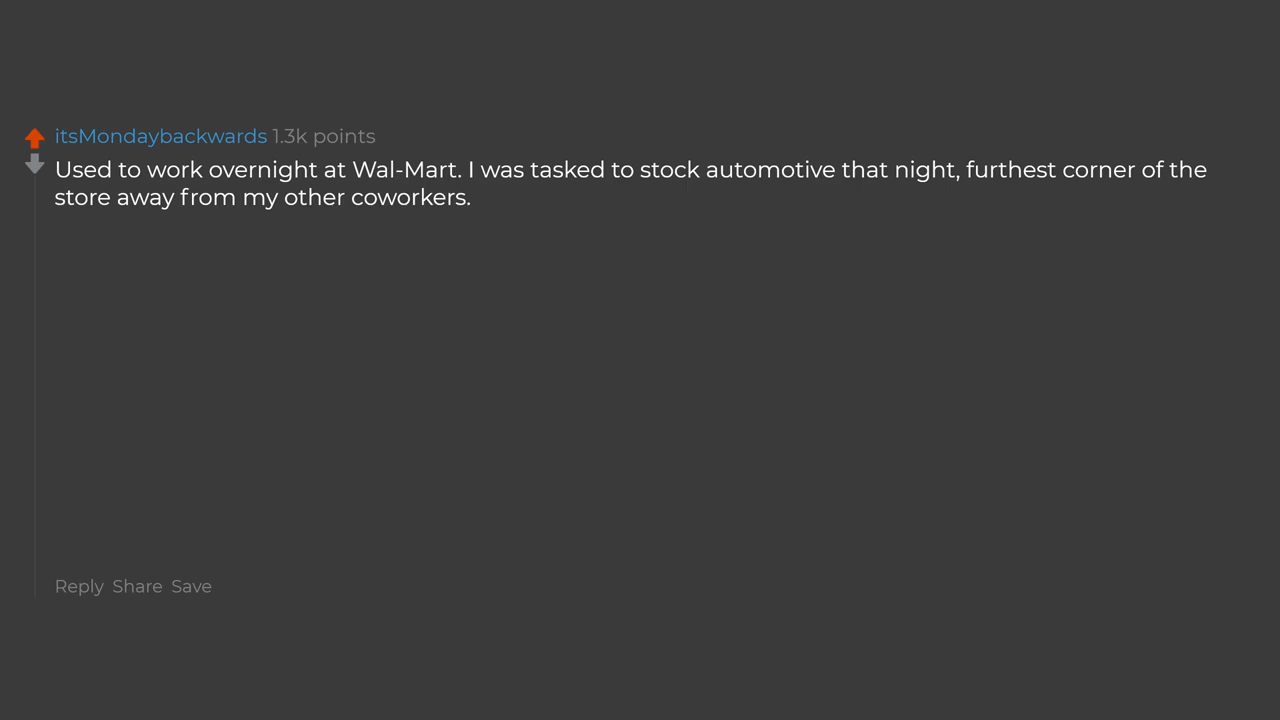 itsMondaybackwards 1.3k points
Used to work overnight at Wal-Mart. I was tasked to stock automotive that night, furthest corner of the
store away from my other coworkers.
Reply Share Save